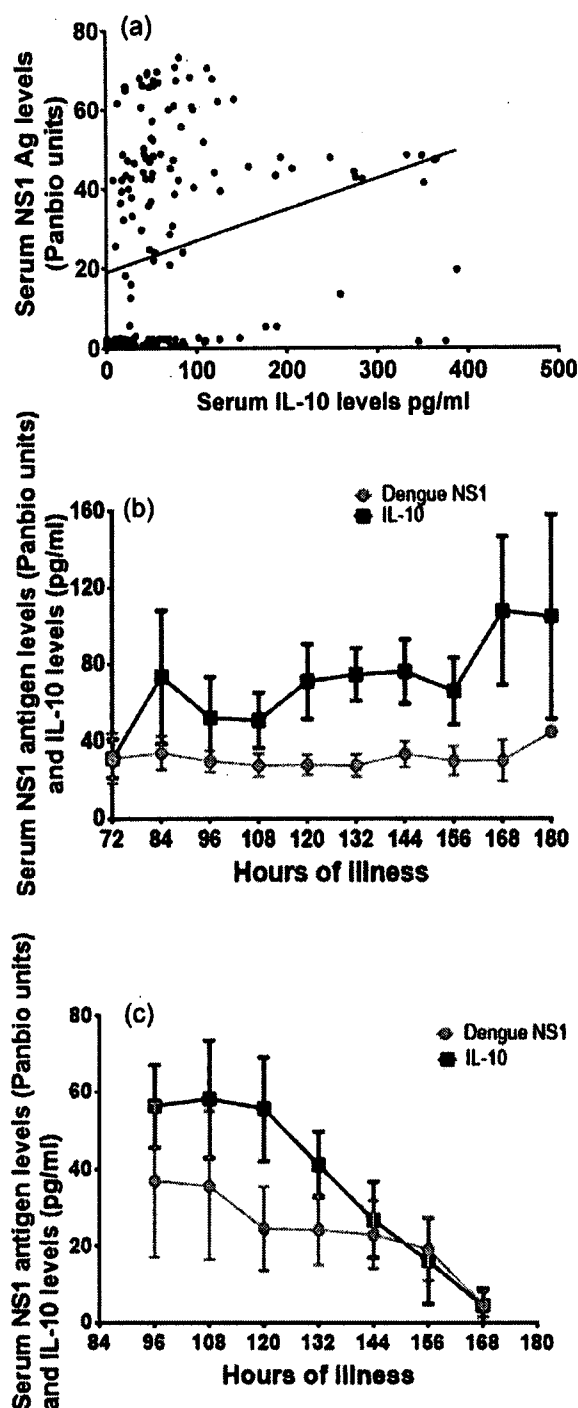 (a)
Serum NS1 Ag levels
(Panbio units)
80
60
40
20
0
0 100 200 300 400 500
Serum IL-10 levels pg/ml
(b)
Dengue NS1
IL-10
Serum NS1 antigen levels (Panbio units)
and IL-10 levels (pg/ml)
160
120
80
40
0
72 84 96 108 120 132 144 156 168 180
Hours of illness
(c)
Dengue NS1
IL-10
Serum NS1 antigen levels (Panbio units)
and IL-10 levels (pg/ml)
80
60
40
20
0
84 96 108 120 132 144 156 168 180
Hours of illness